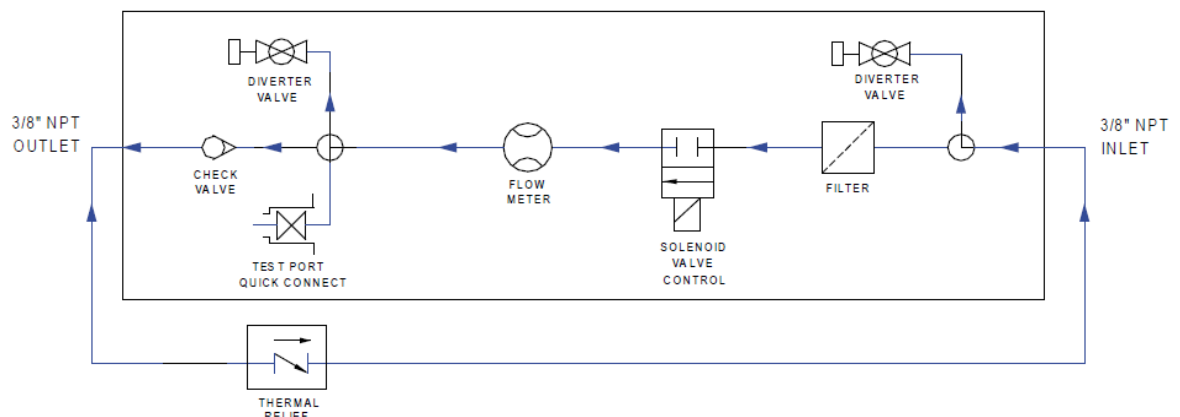 DIVERTER
VALVE
DIVERTER
VALVE
3/8" NPT
OUTLET
3/8" NPT
INLET
CHECK
VALVE
FLOW
METER
FILTER
SOLENOID
VALVE
CONTROL
TEST PORT
QUICK CONNECT
THERMAL
RELIEF